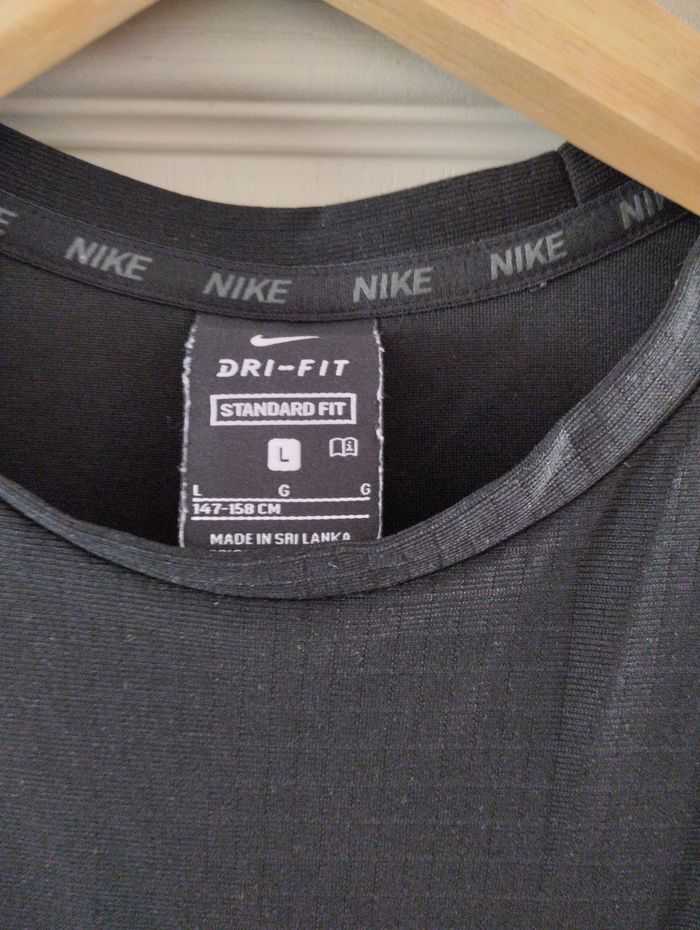 NIKE NIKE NIKE NIKE
DRI-FIT
STANDARD FIT
L
L G G
147-158 CM
MADE IN SRI LANKA